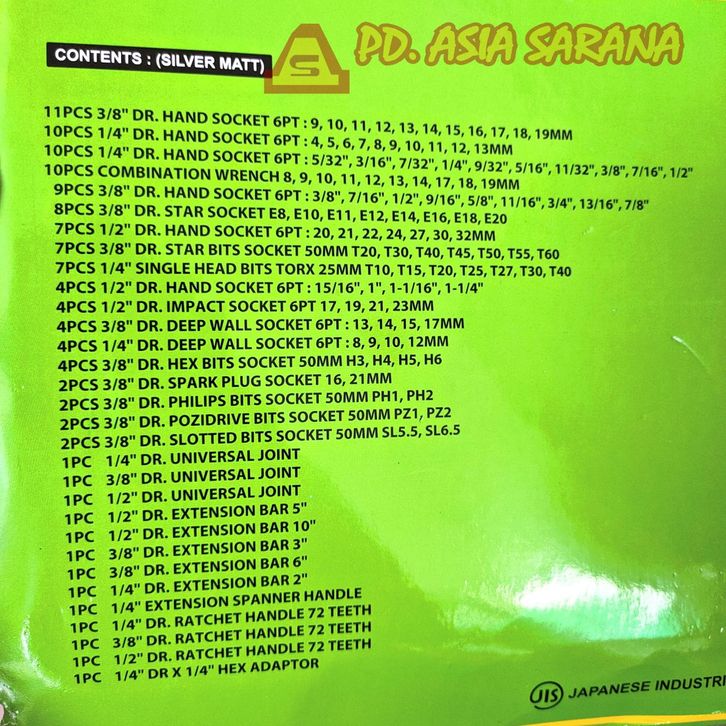 PD. ASIA SARANA
CONTENTS : (SILVER MATT)
S
11PCS 3/8" DR. HAND SOCKET 6PT : 9, 10, 11, 12, 13, 14, 15, 16, 17, 18, 19MM
10PCS 1/4" DR. HAND SOCKET 6PT : 4, 5, 6, 7, 8, 9, 10, 11, 12, 13MM
10PCS 1/4" DR. HAND SOCKET 6PT : 5/32", 3/16", 7/32", 1/4", 9/32", 5/16", 11/32", 3/8", 7/16", 1/2"
10PCS COMBINATION WRENCH 8, 9, 10, 11, 12, 13, 14, 17, 18, 19MM
9PCS 3/8" DR. HAND SOCKET 6PT : 3/8", 7/16", 1/2", 9/16", 5/8", 11/16", 3/4", 13/16", 7/8"
8PCS 3/8" DR. STAR SOCKET E8, E10, E11, E12, E14, E16, E18, E20
7PCS 1/2" DR. HAND SOCKET 6PT : 20, 21, 22, 24, 27, 30, 32MM
7PCS 3/8" DR. STAR BITS SOCKET 50MM T20, T30, T40, T45, T50, T55, T60
7PCS 1/4" SINGLE HEAD BITS TORX 25MM T10, T15, T20, T25, T27, T30, T40
4PCS 1/2" DR. HAND SOCKET 6PT : 15/16", 1", 1-1/16", 1-1/4"
4PCS 1/2" DR. IMPACT SOCKET 6PT 17, 19, 21, 23MM
4PCS 3/8" DR. DEEP WALL SOCKET 6PT : 13, 14, 15, 17MM
4PCS 1/4" DR. DEEP WALL SOCKET 6PT : 8, 9, 10, 12MM
4PCS 3/8" DR. HEX BITS SOCKET 50MM H3, H4, H5, H6
2PCS 3/8" DR. SPARK PLUG SOCKET 16, 21MM
2PCS 3/8" DR. PHILIPS BITS SOCKET 50MM PH1, PH2
2PCS 3/8" DR. POZIDRIVE BITS SOCKET 50MM PZ1, PZ2
2PCS 3/8" DR. SLOTTED BITS SOCKET 50MM SL5.5, SL6.5
1PC 1/4" DR. UNIVERSAL JOINT
1PC 3/8" DR. UNIVERSAL JOINT
1PC 1/2" DR. UNIVERSAL JOINT
1PC 1/2" DR. EXTENSION BAR 5"
1PC 1/2" DR. EXTENSION BAR 10"
1PC 3/8" DR. EXTENSION BAR 3"
1PC 3/8" DR. EXTENSION BAR 6"
1PC 1/4" DR. EXTENSION BAR 2"
1PC 1/4" EXTENSION SPANNER HANDLE
1PC 1/4" DR. RATCHET HANDLE 72 TEETH
1PC 3/8" DR. RATCHET HANDLE 72 TEETH
1PC 1/2" DR. RATCHET HANDLE 72 TEETH
1PC 1/4" DR X 1/4" HEX ADAPTOR
JIS JAPANESE INDUSTRI